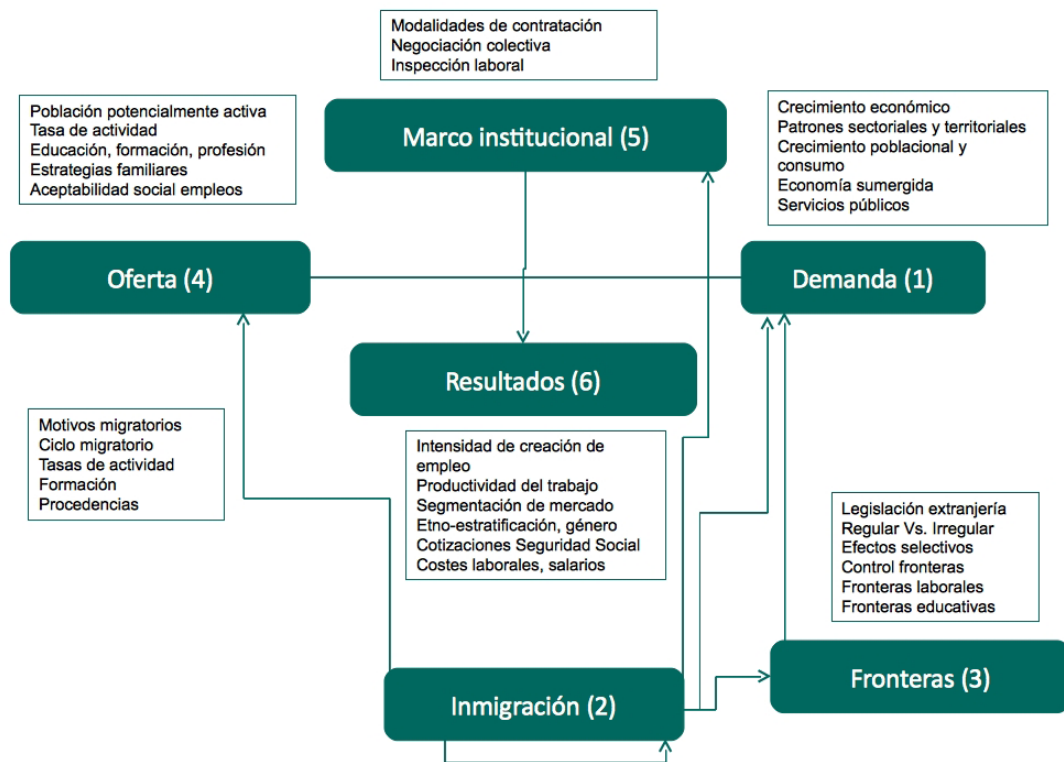 Modalidades de contratación
Negociación colectiva
Inspección laboral
Marco institucional (5)
Población potencialmente activa
Tasa de actividad
Educación, formación, profesión
Estrategias familiares
Aceptabilidad social empleos
Crecimiento económico
Patrones sectoriales y territoriales
Crecimiento poblacional y
consumo
Economía sumergida
Servicios públicos
Oferta (4)
Demanda (1)
Resultados (6)
Motivos migratorios
Ciclo migratorio
Tasas de actividad
Formación
Procedencias
Intensidad de creación de
empleo
Productividad del trabajo
Segmentación de mercado
Etno-estratificación, género
Cotizaciones Seguridad Social
Costes laborales, salarios
Legislación extranjería
Regular Vs. Irregular
Efectos selectivos
Control fronteras
Fronteras laborales
Fronteras educativas
Inmigración (2)
Fronteras (3)